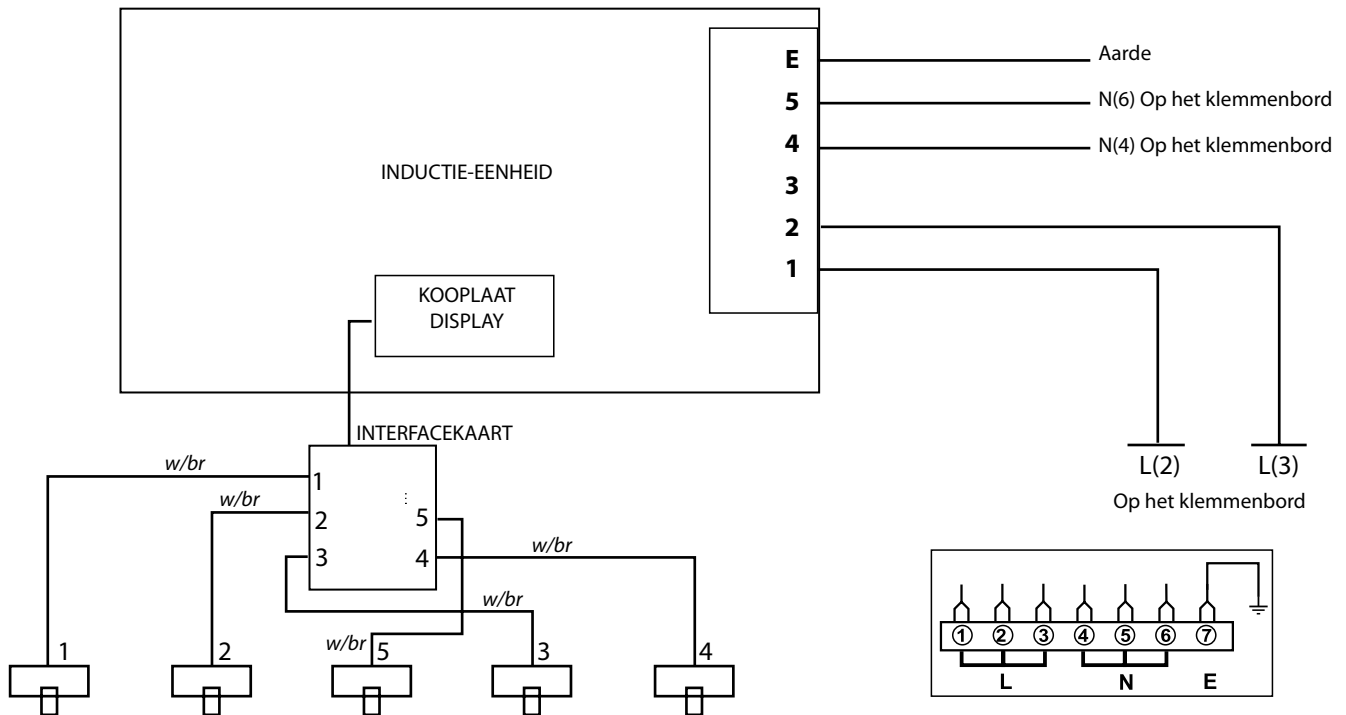 E
Aarde
5
N(6) Op het klemmenbord
4
N(4) Op het klemmenbord
INDUCTIE-EENHEID
3
2
1
KOOPLAAT
DISPLAY
INTERFACEKAART
w/br
1
w/br
2
5
3
4
w/br
w/br
w/br
1
2
5
3
4
L(2)
L(3)
Op het klemmenbord
1 2 3 4 5 6 7
L N E